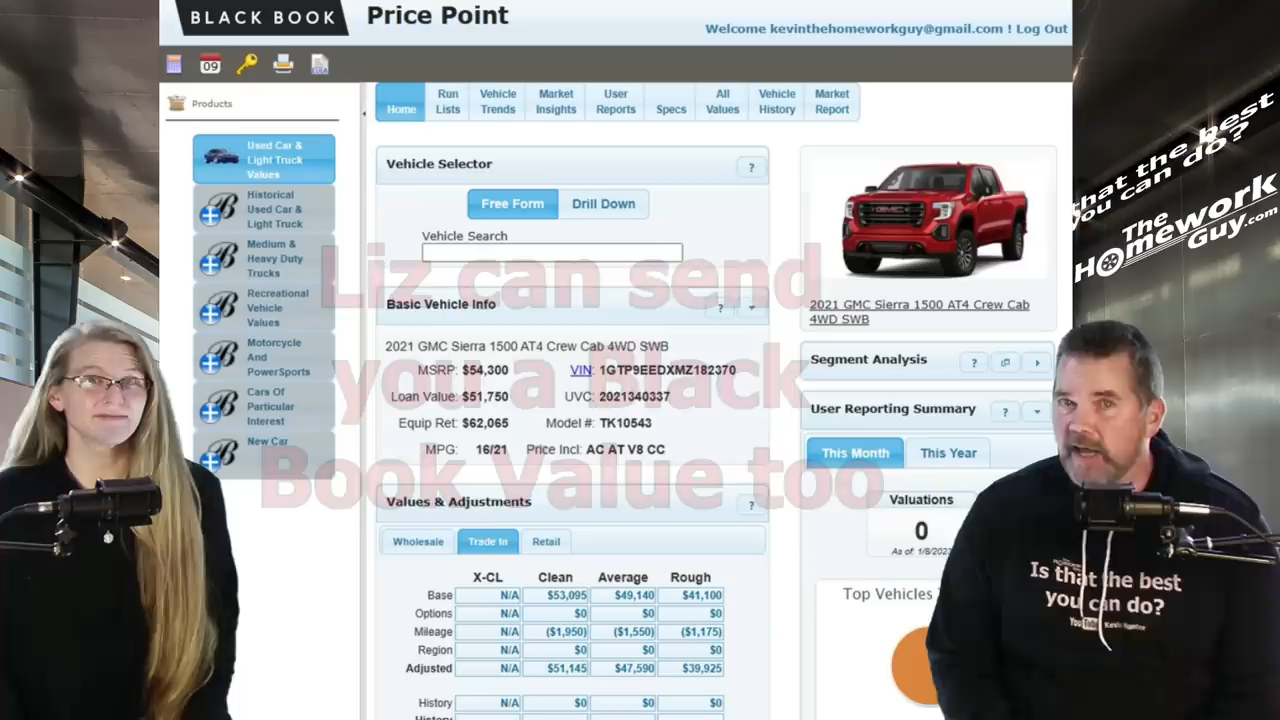 BLACK BOOK
Price Point
Welcome kevinthehomeworkguy@gmail.com ! Log Out
09
Products
Used Car &
Light Truck
Values
Historical
Used Car &
Light Truck
Medium &
Heavy Duty
Trucks
Recreational
Vehicle
Values
Motorcycle
And
PowerSports
Cars Of
Particular
Interest
New Car
Home
Run
Lists
Vehicle
Trends
Market
Insights
User
Reports
Specs
All
Values
Vehicle
History
Market
Report
Vehicle Selector
?
Free Form
Drill Down
Vehicle Search
Liz can send
you a Black
Book Value too
Basic Vehicle Info
?
2021 GMC Sierra 1500 AT4 Crew Cab 4WD SWB
MSRP: $54,300 VIN: 1GTP9EEDXMZ182370
Loan Value: $51,750 UVC: 2021340337
Equip Ret: $62,065 Model #: TK10543
MPG: 16/21 Price Incl: AC AT V8 CC
Values & Adjustments
?
Wholesale
Trade In
Retail
X-CL Clean Average Rough
Base N/A $53,095 $49,140 $41,100
Options N/A $0 $0 $0
Mileage N/A ($1,950) ($1,550) ($1,175)
Region N/A $0 $0 $0
Adjusted N/A $51,145 $47,590 $39,925
History N/A $0 $0 $0
GMC
2021 GMC Sierra 1500 AT4 Crew Cab
4WD SWB
Segment Analysis
?
User Reporting Summary
?
This Month
This Year
Valuations
0
As of: 1/8/2023
Top Vehicles
that the best
you can do?
The
Homework
Guy.com
Is that the best
you can do?